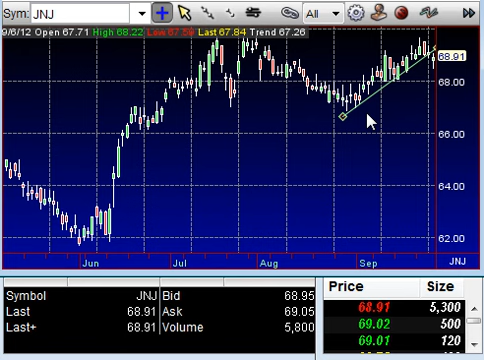 Sym: JNJ All
9/6/12 Open 67.71 High 68.22 Low 67.59 Last 67.84 Trend 67.26
68.91
68.00
66.00
64.00
62.00
Jun Jul Aug Sep JNJ
Symbol JNJ Bid 68.95
Last 68.91 Ask 69.05
Last+ 68.91 Volume 5,800
Price Size
68.91 5,300
69.02 500
69.01 120